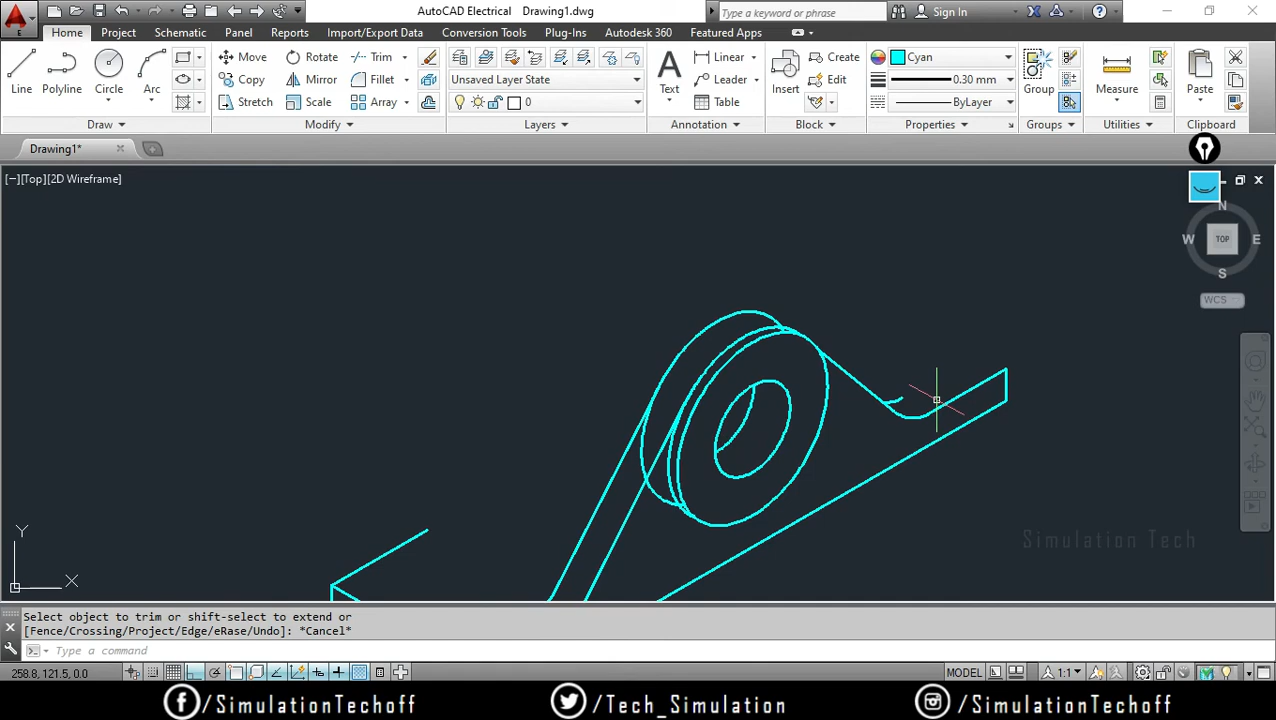 AutoCAD Electrical Drawing1.dwg
Type a keyword or phrase
Sign In
Home Project Schematic Panel Reports Import/Export Data Conversion Tools Plug-Ins Autodesk 360 Featured Apps
Line Polyline Circle Arc
Move Rotate Trim
Copy Mirror Fillet
Stretch Scale Array
Unsaved Layer State
0
Text
Linear
Leader
Table
Insert
Create
Edit
Cyan
0.30 mm
ByLayer
Group
Measure
Paste
Draw Modify Layers Annotation Block Properties Groups Utilities Clipboard
Drawing1*
[−][Top][2D Wireframe]
N
W TOP E
S
WCS
Simulation Tech
Y
X
Select object to trim or shift-select to extend or
[Fence/Crossing/Project/Edge/eRase/Undo]: *Cancel*
Type a command
258.8, 121.5, 0.0
MODEL
1:1
/SimulationTechoff /Tech_Simulation /SimulationTechoff